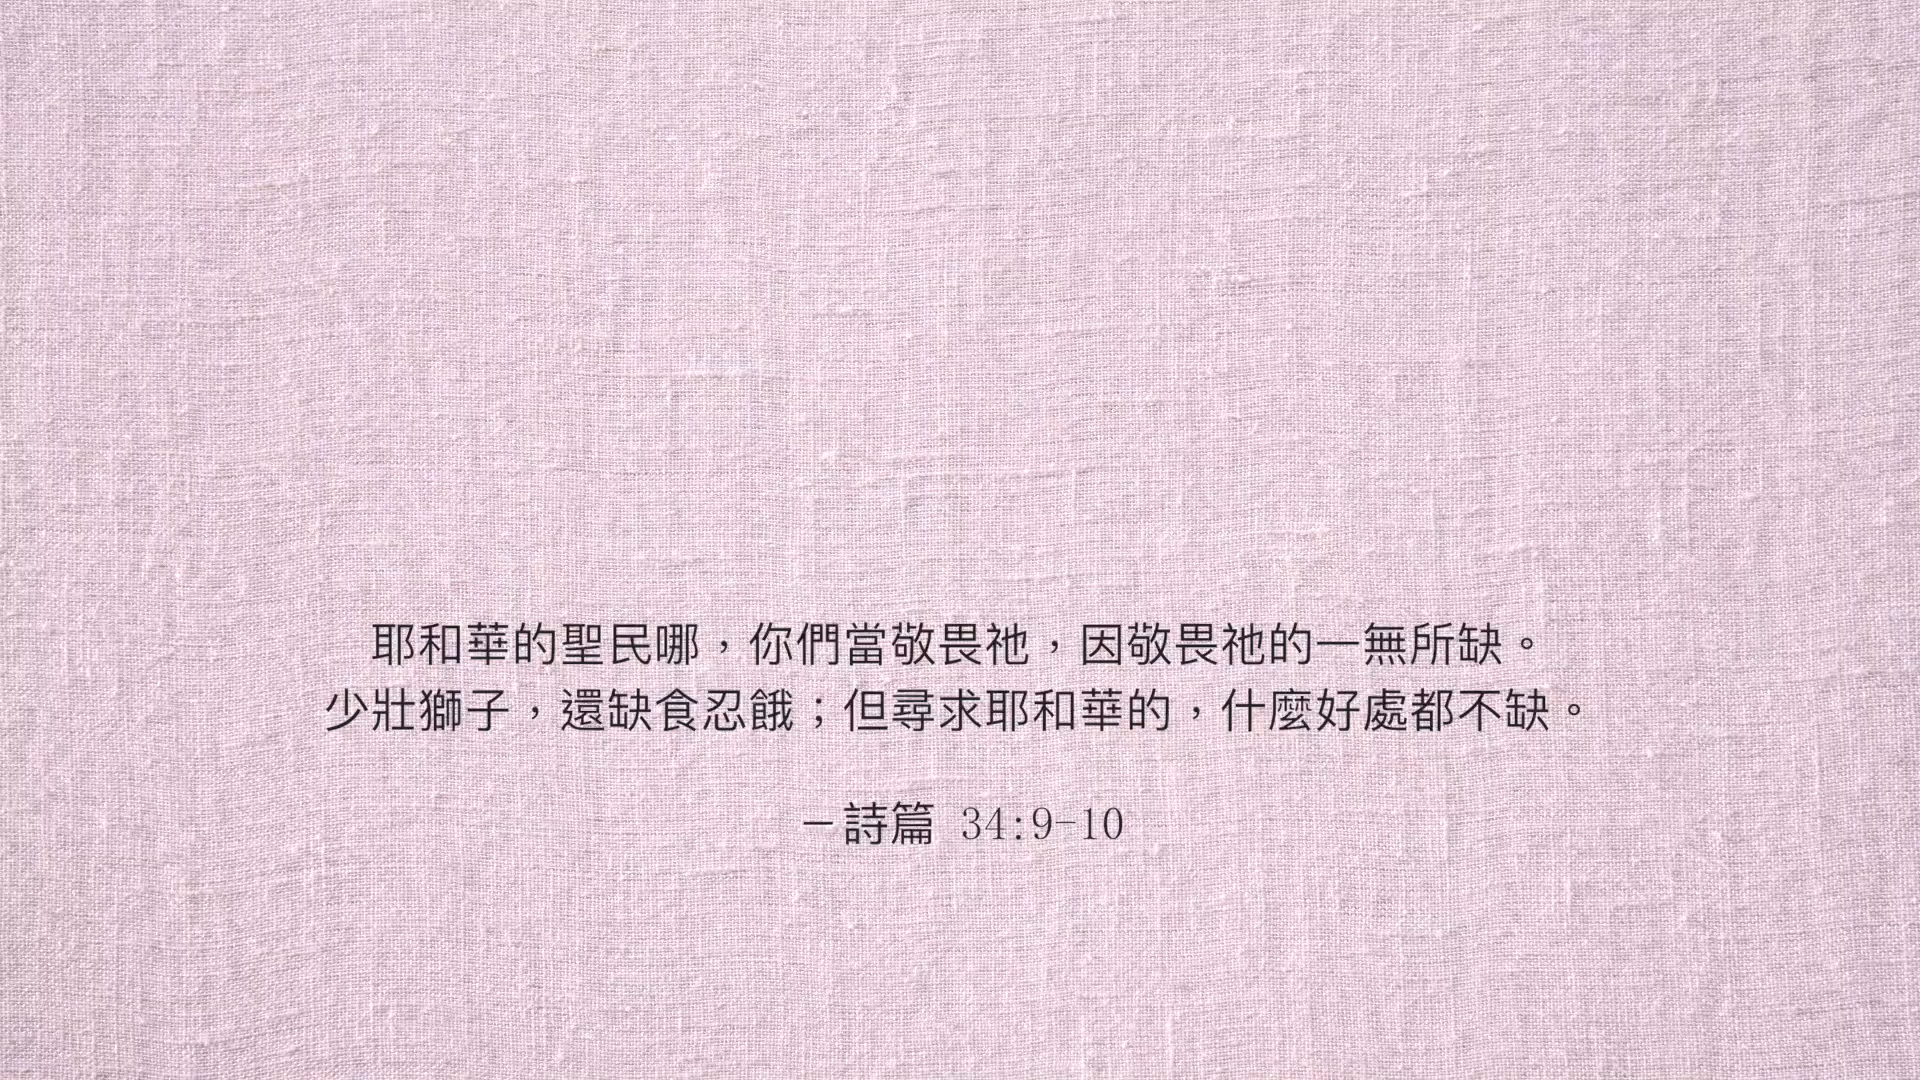 耶和華的聖民哪，你們當敬畏祂，因敬畏祂的一無所缺。
少壯獅子，還缺食忍餓；但尋求耶和華的，什麼好處都不缺。
－詩篇 34:9-10